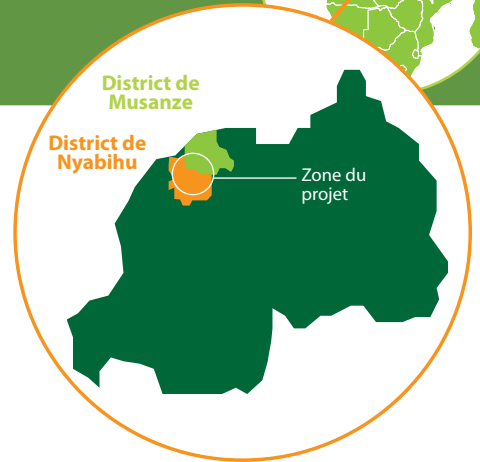 District de
Musanze
District de
Nyabihu
Zone du
projet